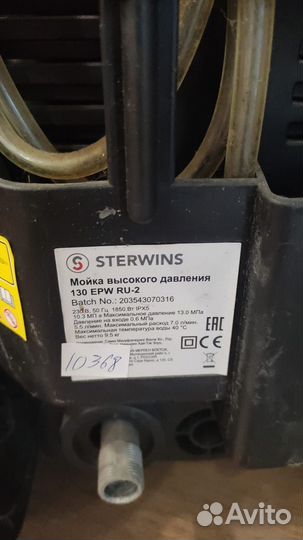 STERWINS
Мойка высокого давления
130 EPW RU-2
Batch No.: 203543070316
230 В, 50 Гц 1850 Вт IPX5
10.3 МП а Максимальное давление 13.0 МПа
Давление на входе 0,6 МПа
5.5 л/мин. Максимальный расход 7.0 л/мин.
Максимальная температура воды 40 °C
Вес нетто 9.5 кг
EAC
10368
Avito